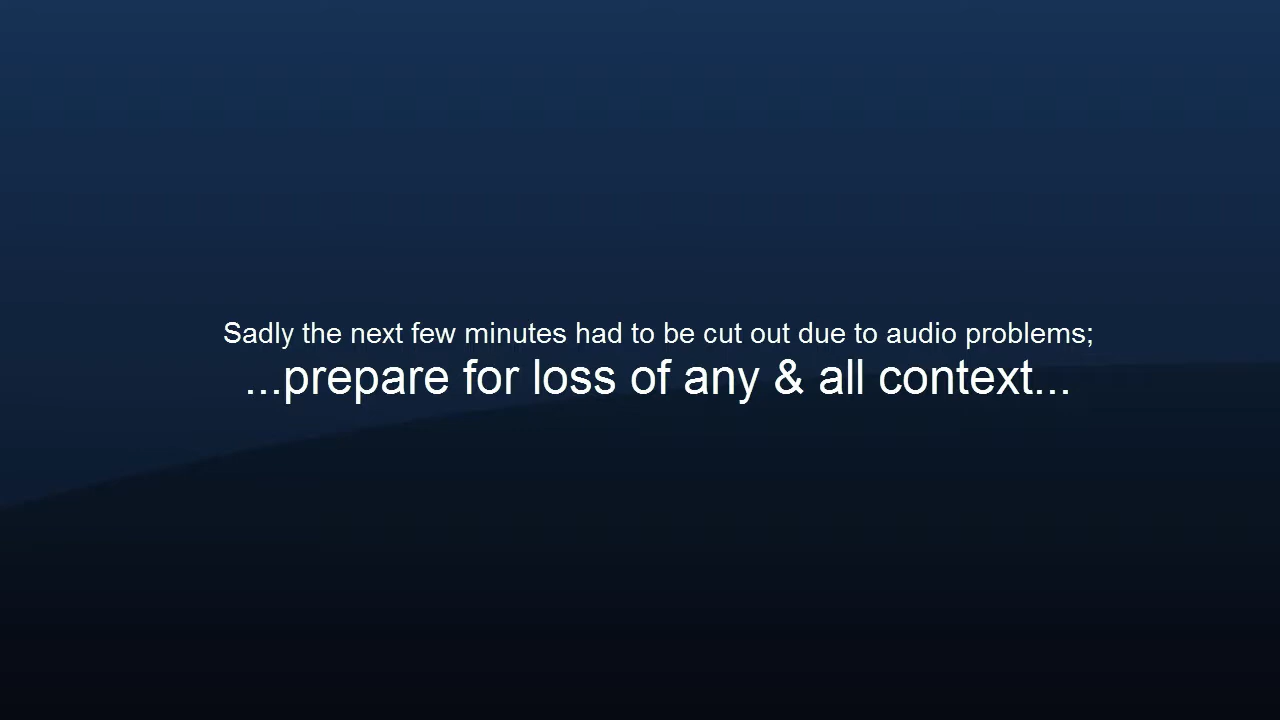 Sadly the next few minutes had to be cut out due to audio problems;
...prepare for loss of any & all context...